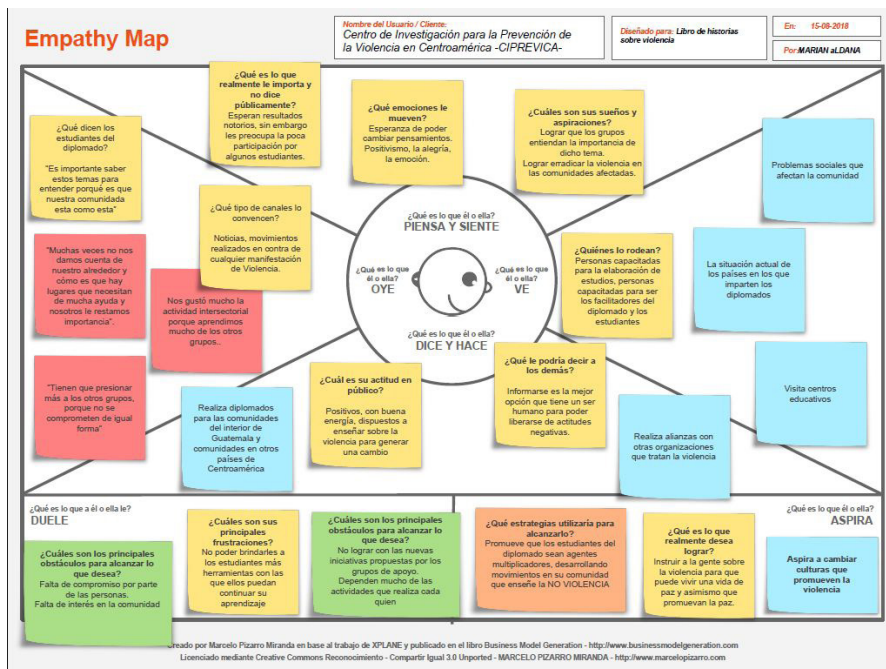 Empathy Map
Nombre del Usuario / Cliente:
Centro de Investigación para la Prevención de
la Violencia en Centroamérica -CIPREVICA-
Diseñado para: Libro de historias
sobre violencia
En: 15-08-2018
Por:MARIAN aLDANA
¿Qué dicen los
estudiantes del
diplomado?
"Es importante saber
estos temas para
entender porqué es que
nuestra comunidada
esta como esta"
¿Qué es lo que
realmente le importa y
no dice
públicamente?
Esperan resultados
notorios, sin embargo
les preocupa la poca
participación por
algunos estudiantes.
¿Qué emociones le
mueven?
Esperanza de poder
cambiar pensamientos.
Positivismo, la alegría,
la emoción.
¿Cuáles son sus sueños y
aspiraciones?
Lograr que los grupos
entiendan la importancia de
dicho tema.
Lograr erradicar la violencia en
las comunidades afectadas.
Problemas sociales que
afectan la comunidad
¿Qué tipo de canales lo
convencen?
Noticias, movimientos
realizados en contra de
cualquier manifestación
de Violencia.
"Muchas veces no nos
damos cuenta de
nuestro alrededor y
cómo es que hay
lugares que necesitan
de mucha ayuda y
nosotros le restamos
importancia".
Nos gustó mucho la
actividad intersectorial
porque aprendimos
mucho de los otros
grupos..
¿Qué es lo que él o ella?
PIENSA Y SIENTE
¿Qué es lo que
él o ella?
OYE
¿Qué es lo que
él o ella?
VE
¿Qué es lo que él o ella?
DICE Y HACE
¿Quiénes lo rodean?
Personas capacitadas
para la elaboración de
estudios, personas
capacitadas para ser
los facilitadores del
diplomado y los
estudiantes
La situación actual de
los países en los que
imparten los
diplomados
"Tienen que presionar
más a los otros grupos,
porque no se
comprometen de igual
forma"
Realiza diplomados
para las comunidades
del interior de
Guatemala y
comunidades en otros
países de
Centroamérica
¿Cuál es su actitud en
público?
Positivos, con buena
energía, dispuestos a
enseñar sobre la
violencia para generar
una cambio
¿Qué le podría decir a
los demás?
Informarse es la mejor
opción que tiene un ser
humano para poder
liberarse de actitudes
negativas.
Realiza alianzas con
otras organizaciones
que tratan la violencia
Visita centros
educativos
¿Qué es lo que a él o ella le?
DUELE
¿Cuáles son los principales
obstáculos para alcanzar lo
que desea?
Falta de compromiso por parte
de las personas.
Falta de interés en la comunidad
¿Cuáles son sus
principales
frustraciones?
No poder brindarles a
los estudiantes más
herramientas con las
que ellos puedan
continuar su
aprendizaje
¿Cuáles son los principales
obstáculos para alcanzar lo
que desea?
No lograr con las nuevas
iniciativas propuestas por los
grupos de apoyo.
Dependen mucho de las
actividades que realiza cada
quien
¿Qué estrategias utilizaría para
alcanzarlo?
Promueve que los estudiantes del
diplomado sean agentes
multiplicadores, desarrollando
movimientos en su comunidad
que enseñe la NO VIOLENCIA
¿Qué es lo que
realmente desea
lograr?
Instruir a la gente sobre
la violencia para que
puede vivir una vida de
paz y asimismo que
promuevan la paz.
¿Qué es lo que él o ella?
ASPIRA
Aspira a cambiar
culturas que
promueven la
violencia
Creado por Marcelo Pizarro Miranda en base al trabajo de XPLANE y publicado en el libro Business Model Generation - http://www.businessmodelgeneration.com
Licenciado mediante Creative Commons Reconocimiento - Compartir Igual 3.0 Unported - MARCELO PIZARRO MIRANDA - http://www.marcelopizarro.com